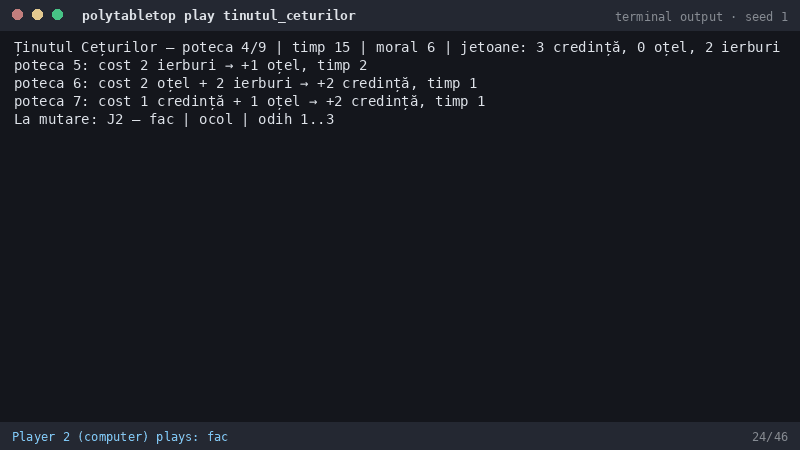 polytabletop play tinutul_ceturilor
terminal output · seed 1
Ținutul Cețurilor — poteca 4/9 | timp 15 | moral 6 | jetoane: 3 credință, 0 oțel, 2 ierburi
poteca 5: cost 2 ierburi → +1 oțel, timp 2
poteca 6: cost 2 oțel + 2 ierburi → +2 credință, timp 1
poteca 7: cost 1 credință + 1 oțel → +2 credință, timp 1
La mutare: J2 — fac | ocol | odih 1..3
Player 2 (computer) plays: fac
24/46